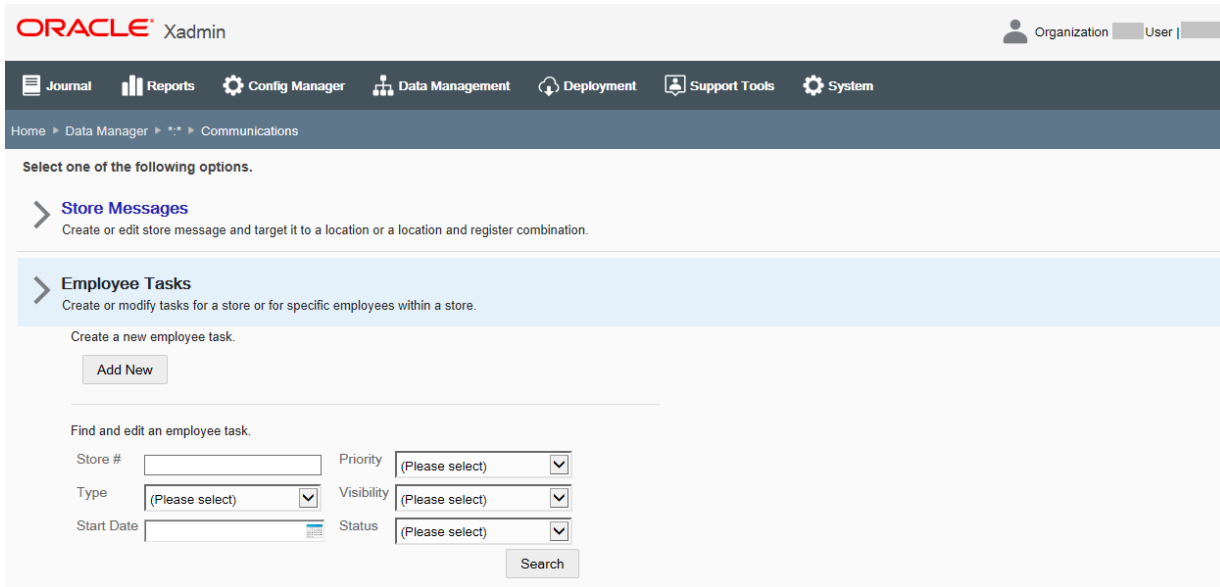 ORACLE® Xadmin
Organization User |
Journal Reports Config Manager Data Management Deployment Support Tools System
Home ▸ Data Manager ▸ *:* ▸ Communications
Select one of the following options.
Store Messages
Create or edit store message and target it to a location or a location and register combination.
Employee Tasks
Create or modify tasks for a store or for specific employees within a store.
Create a new employee task.
Add New
Find and edit an employee task.
Store # Priority (Please select)
Type (Please select) Visibility (Please select)
Start Date Status (Please select)
Search